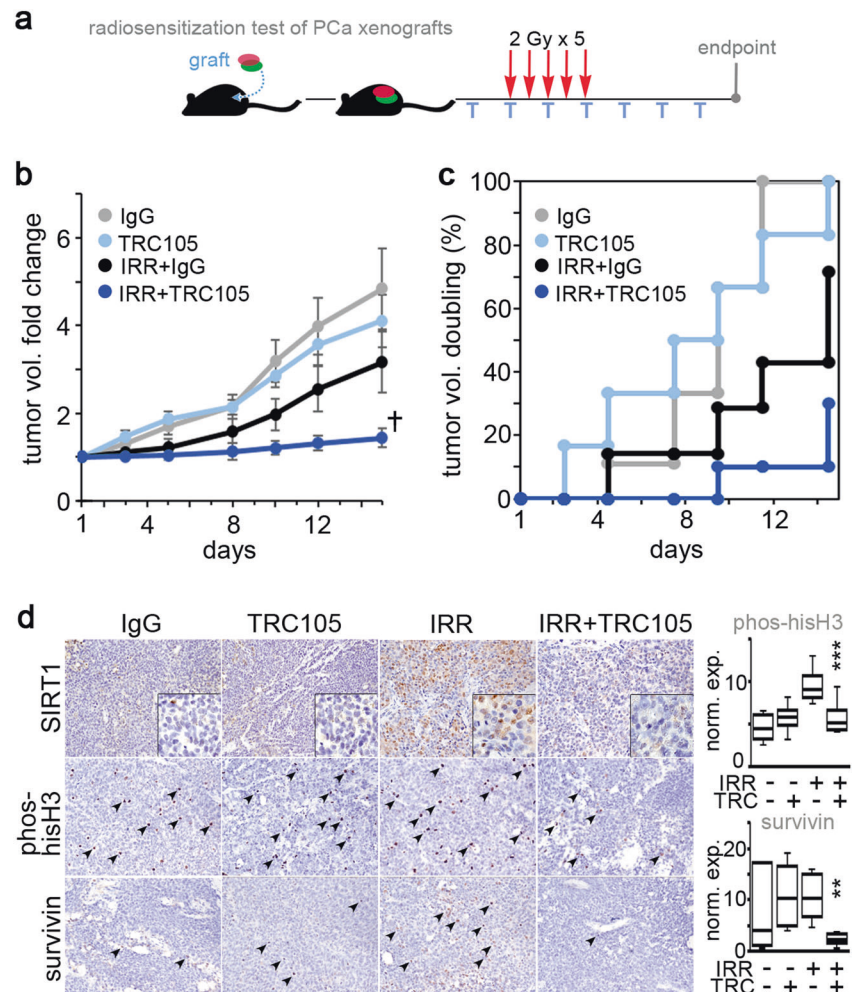 a
radiosensitization test of PCa xenografts
graft
2 Gy x 5
endpoint
T T T T T T T
b
tumor vol. fold change
6
4
2
0
IgG
TRC105
IRR+IgG
IRR+TRC105
†
1 4 8 12
days
c
tumor vol. doubling (%)
100
80
60
40
20
0
IgG
TRC105
IRR+IgG
IRR+TRC105
1 4 8 12
days
d
IgG TRC105 IRR IRR+TRC105
SIRT1
phos-
hisH3
survivin
phos-hisH3
norm. exp.
10
0
***
IRR - - + +
TRC - + - +
survivin
norm. exp.
20
10
0
**
IRR - - + +
TRC - + - +